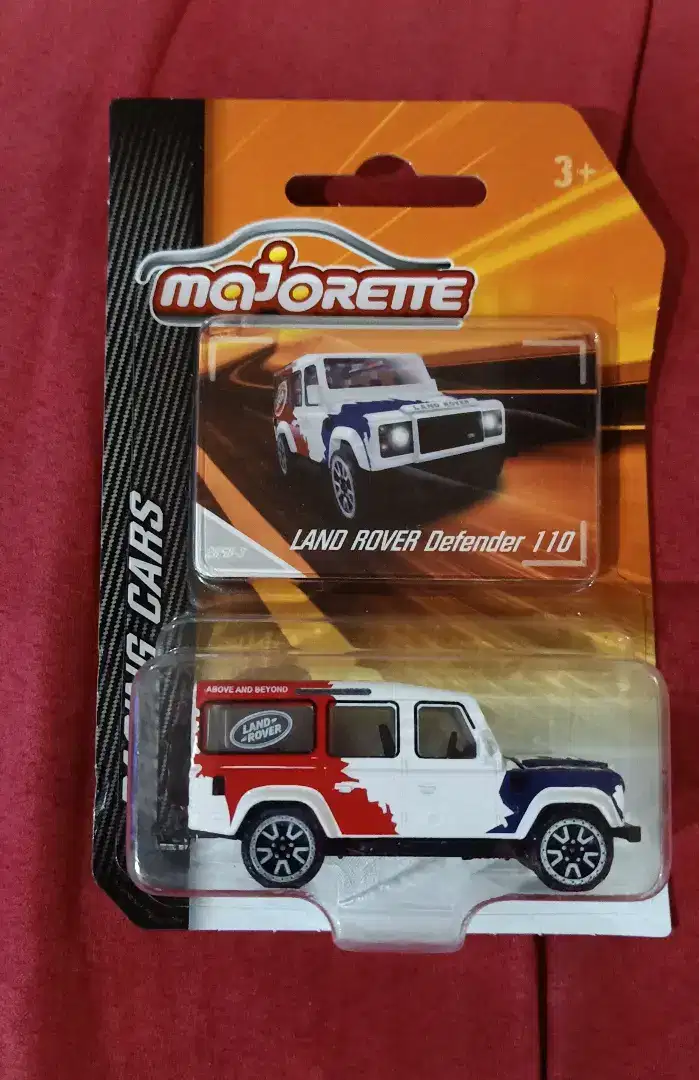 3+
majorette
LAND ROVER
LAND ROVER Defender 110
CARS
ABOVE AND BEYOND
LAND
ROVER